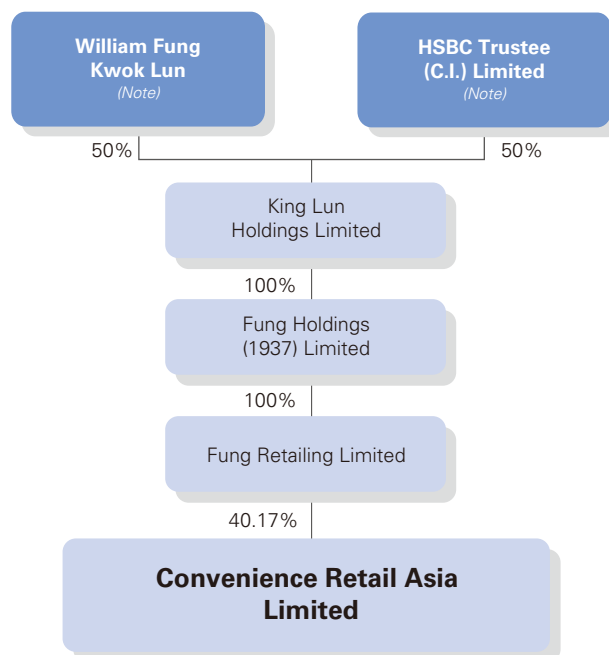 William Fung
Kwok Lun
(Note)
HSBC Trustee
(C.I.) Limited
(Note)
50%
50%
King Lun
Holdings Limited
100%
Fung Holdings
(1937) Limited
100%
Fung Retailing Limited
40.17%
Convenience Retail Asia
Limited